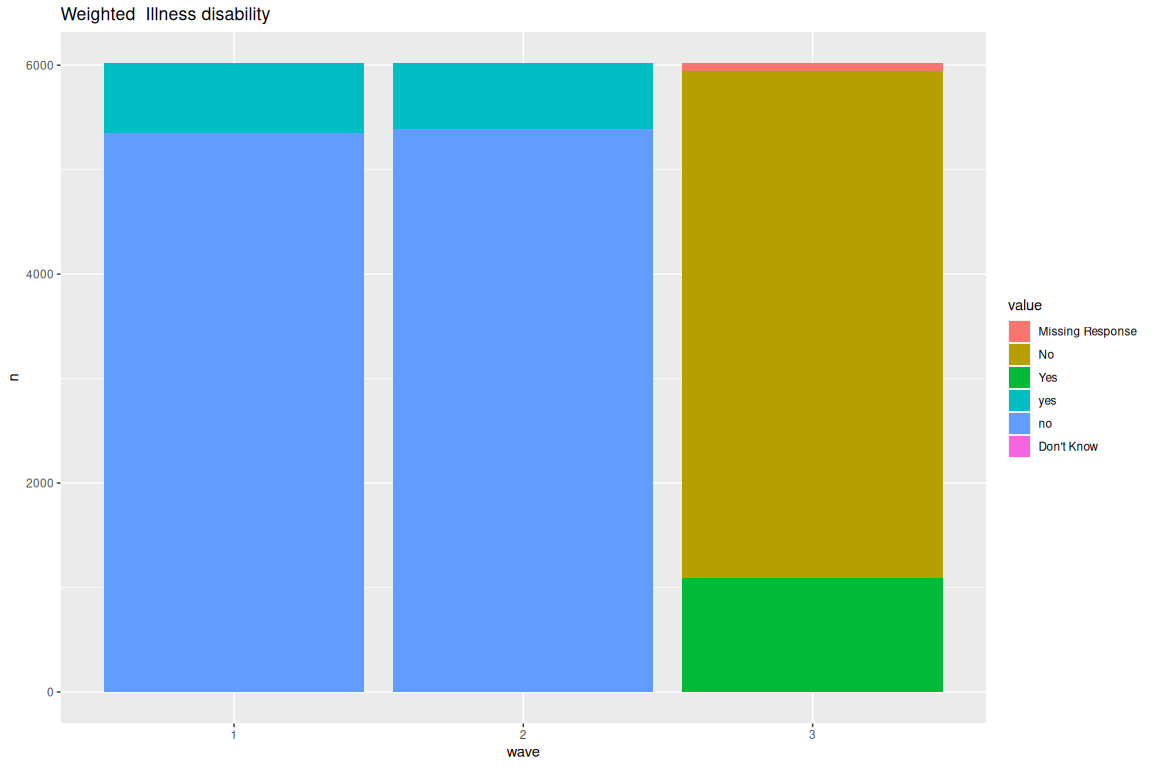 Weighted  Illness disability
6000
4000
2000
0
n
1
2
3
wave
value
Missing Response
No
Yes
yes
no
Don't Know